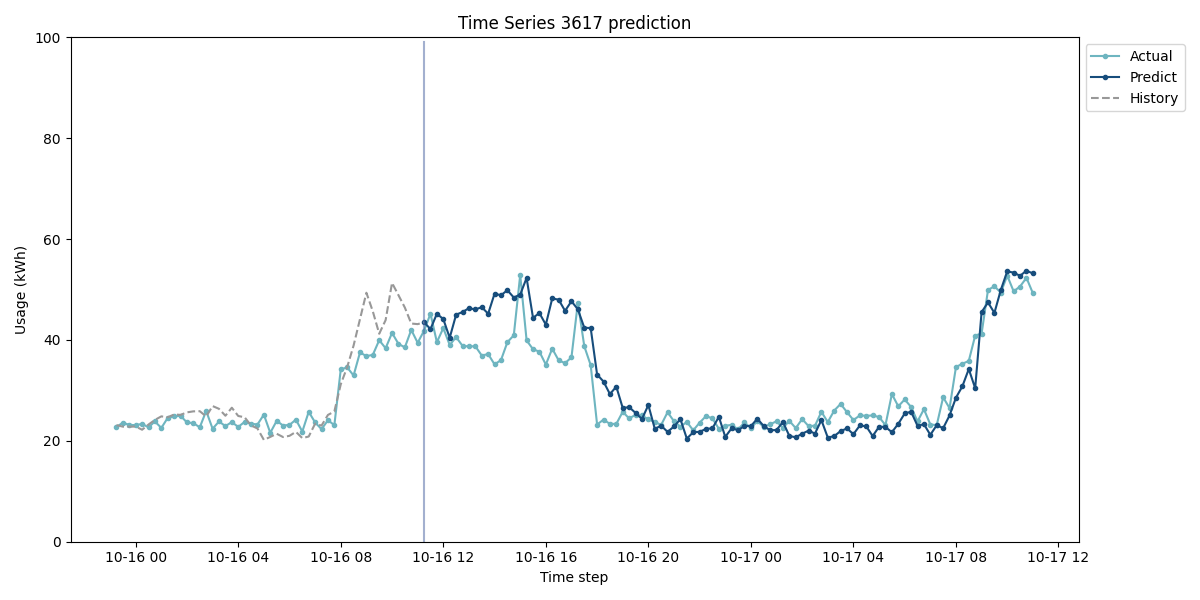 Time Series 3617 prediction
Usage (kWh)
100
80
60
40
20
0
10-16 00
10-16 04
10-16 08
10-16 12
10-16 16
10-16 20
10-17 00
10-17 04
10-17 08
10-17 12
Time step
Actual
Predict
History